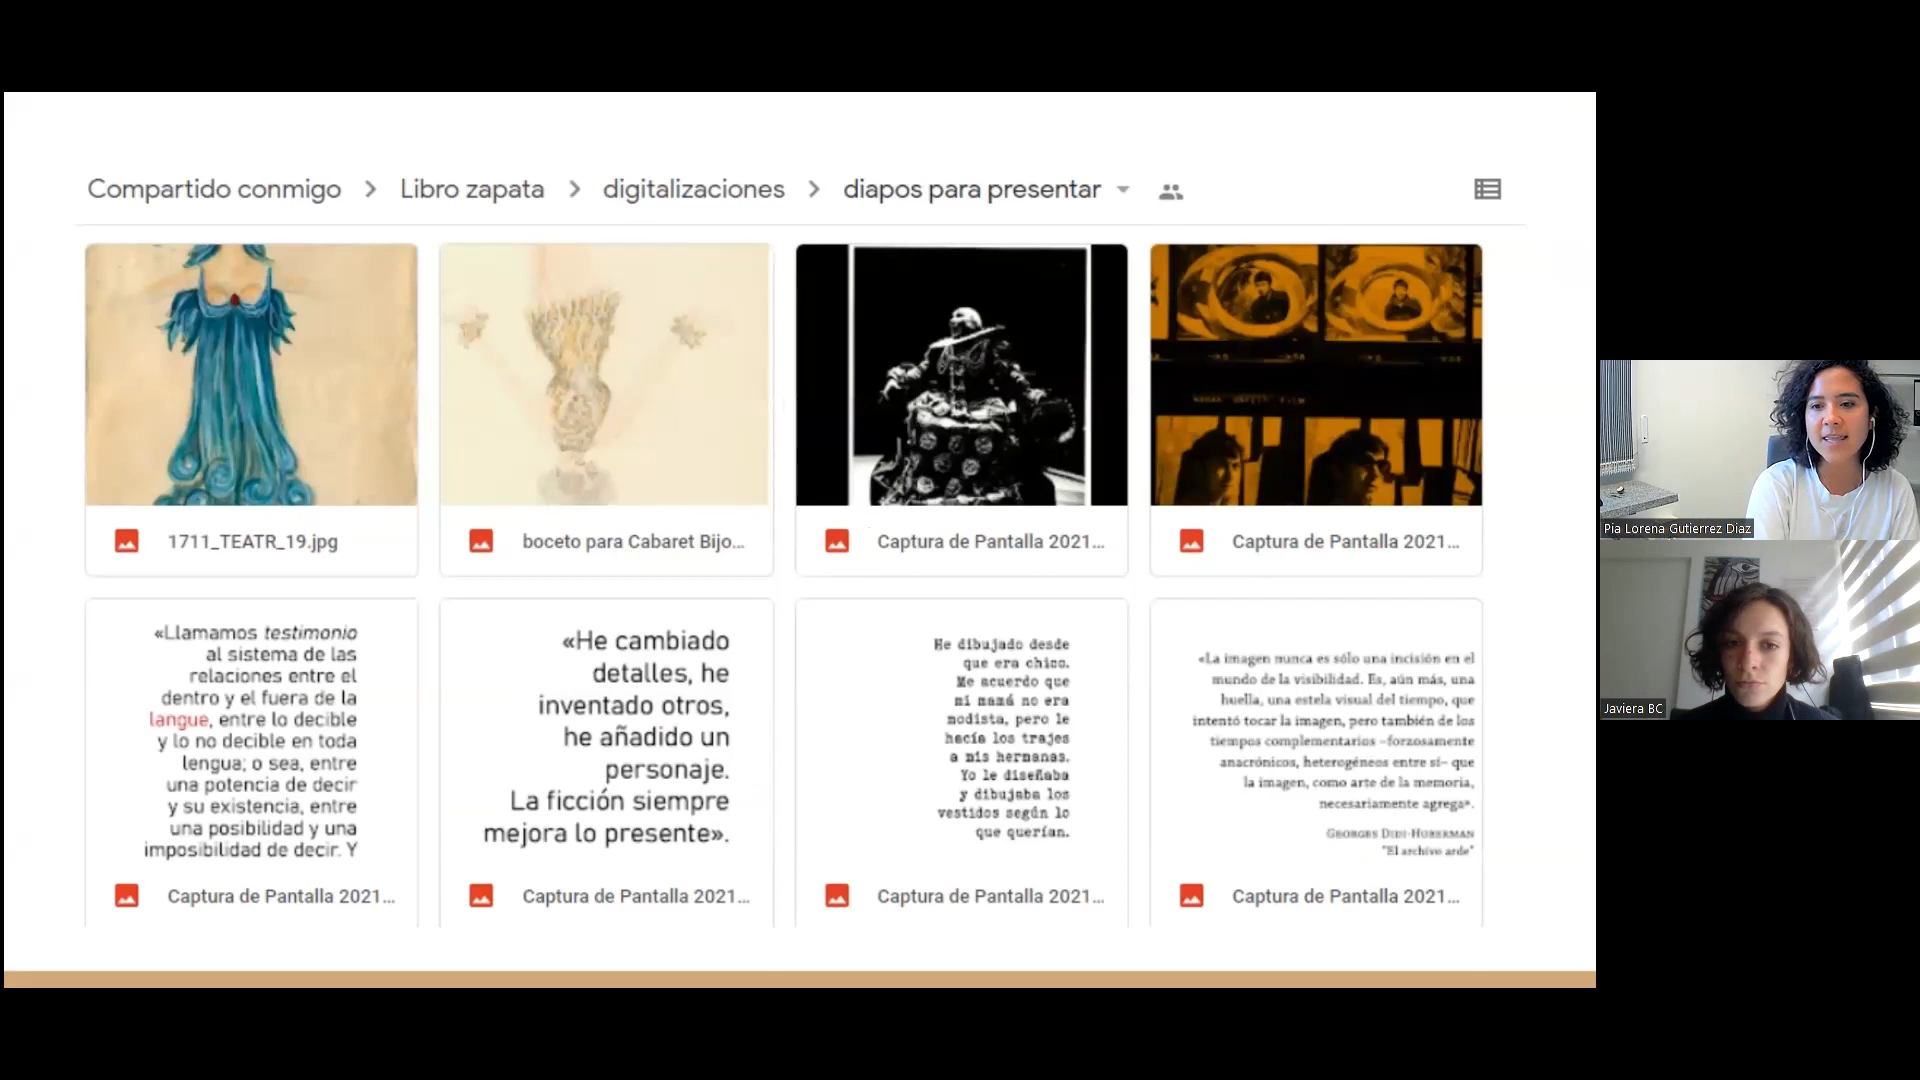 Compartido conmigo > Libro zapata > digitalizaciones > diapos para presentar
1711_TEATR_19.jpg
boceto para Cabaret Bijo...
Captura de Pantalla 2021...
Captura de Pantalla 2021...
«Llamamos testimonio
al sistema de las
relaciones entre el
dentro y el fuera de la
langue, entre lo decible
y lo no decible en toda
lengua; o sea, entre
una potencia de decir
y su existencia, entre
una posibilidad y una
imposibilidad de decir. Y
Captura de Pantalla 2021...
«He cambiado
detalles, he
inventado otros,
he añadido un
personaje.
La ficción siempre
mejora lo presente».
Captura de Pantalla 2021...
He dibujado desde
que era chico.
Me acuerdo que
mi mamá no era
modista, pero le
hacía los trajes
a mis hermanas.
Yo le diseñaba
y dibujaba los
vestidos según lo
que querían.
Captura de Pantalla 2021...
«La imagen nunca es sólo una incisión en el
mundo de la visibilidad. Es, aún más, una
huella, una estela visual del tiempo, que
intentó tocar la imagen, pero también de los
tiempos complementarios –forzosamente
anacrónicos, heterogéneos entre sí– que
la imagen, como arte de la memoria,
necesariamente agrega».
Georges Didi-Huberman
"El archivo arde"
Captura de Pantalla 2021...
Pia Lorena Gutierrez Diaz
Javiera BC